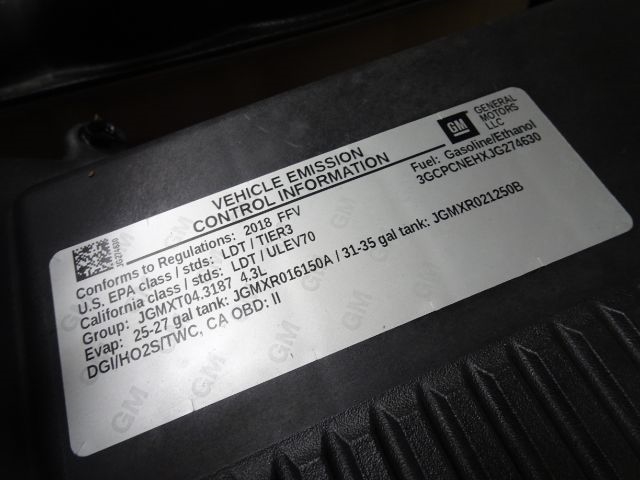 GM GENERAL MOTORS LLC
VEHICLE EMISSION
CONTROL INFORMATION
Fuel: Gasoline/Ethanol
3GCPCNEHXJG274630
JG274630
Conforms to Regulations: 2018 FFV
U.S. EPA class / stds: LDT / TIER3
California class / stds: LDT / ULEV70
Group: JGMXT04.3187 4.3L
Evap: 25-27 gal tank: JGMXR016150A / 31-35 gal tank: JGMXR021250B
DGI/HO2S/TWC, CA OBD: II